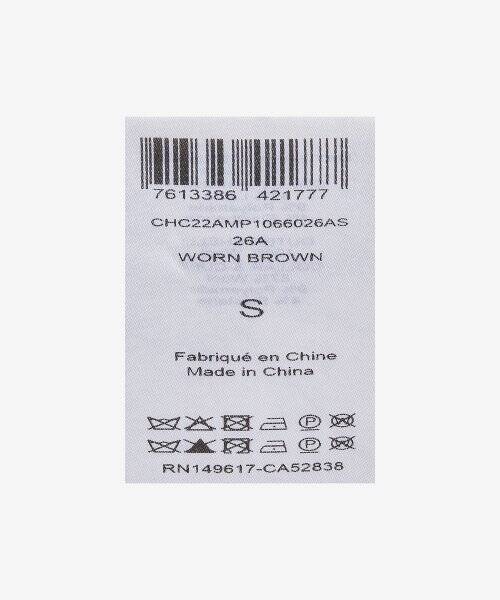 7613386 421777
CHC22AMP1066026AS
26A
WORN BROWN
S
Fabriqué en Chine
Made in China
RN149617-CA52838